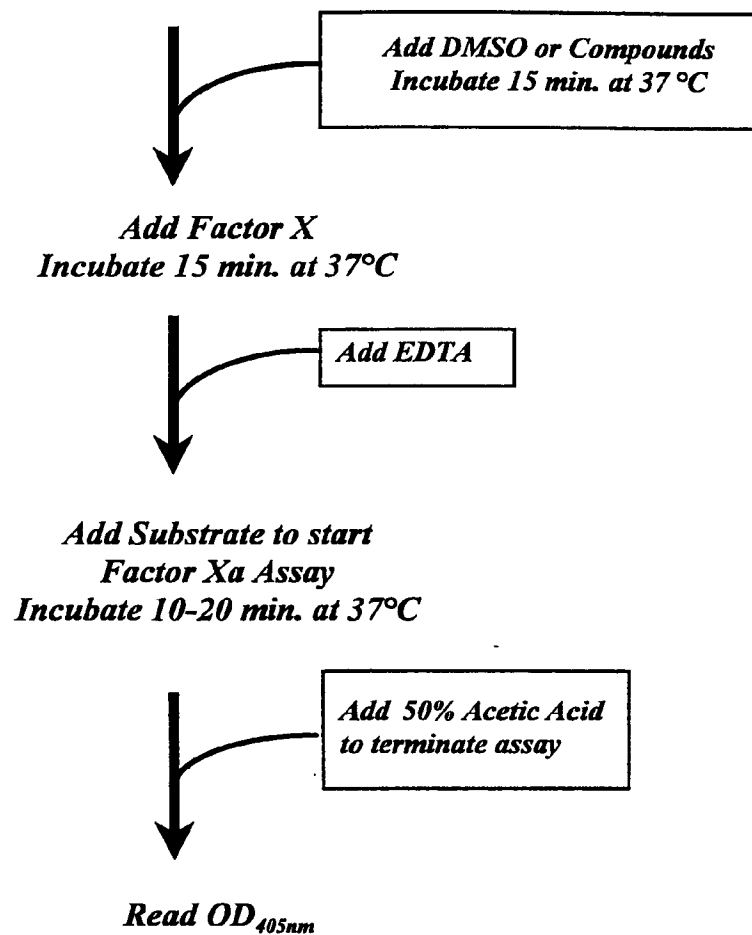 Add DMSO or Compounds
Incubate 15 min. at 37 °C
Add Factor X
Incubate 15 min. at 37°C
Add EDTA
Add Substrate to start
Factor Xa Assay
Incubate 10-20 min. at 37°C
Add 50% Acetic Acid
to terminate assay
Read OD405nm